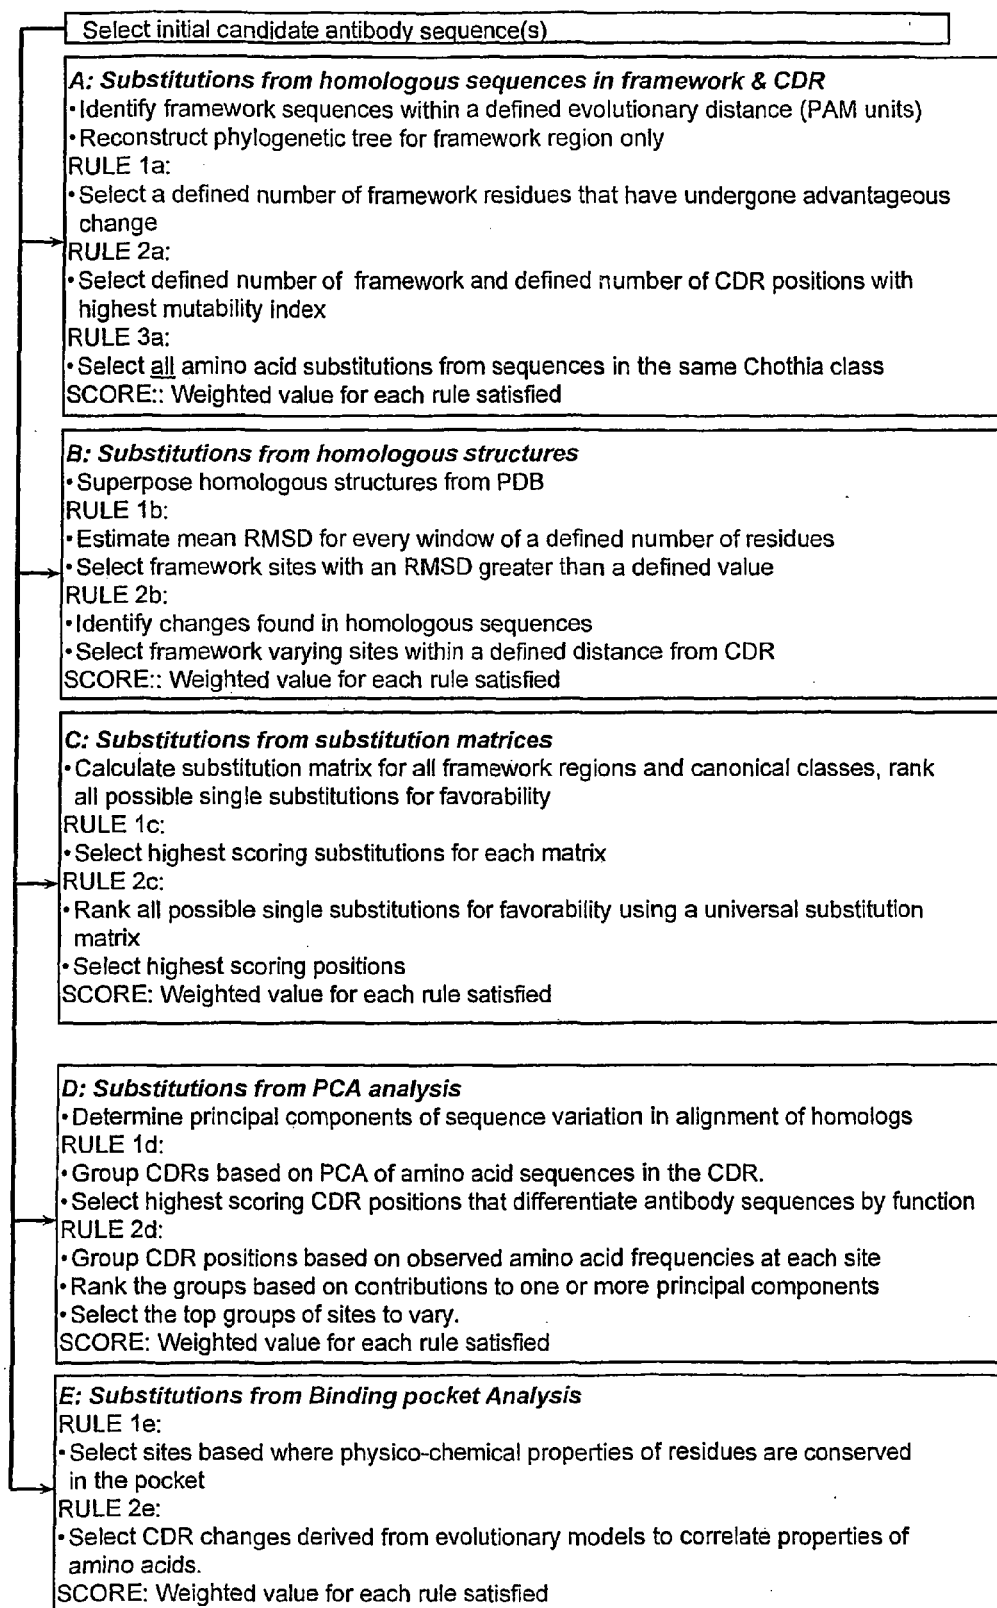 Select initial candidate antibody sequence(s)
A: Substitutions from homologous sequences in framework & CDR
• Identify framework sequences within a defined evolutionary distance (PAM units)
• Reconstruct phylogenetic tree for framework region only
RULE 1a:
• Select a defined number of framework residues that have undergone advantageous
change
RULE 2a:
• Select defined number of framework and defined number of CDR positions with
highest mutability index
RULE 3a:
• Select all amino acid substitutions from sequences in the same Chothia class
SCORE:: Weighted value for each rule satisfied
B: Substitutions from homologous structures
• Superpose homologous structures from PDB
RULE 1b:
• Estimate mean RMSD for every window of a defined number of residues
• Select framework sites with an RMSD greater than a defined value
RULE 2b:
• Identify changes found in homologous sequences
• Select framework varying sites within a defined distance from CDR
SCORE:: Weighted value for each rule satisfied
C: Substitutions from substitution matrices
• Calculate substitution matrix for all framework regions and canonical classes, rank
all possible single substitutions for favorability
RULE 1c:
• Select highest scoring substitutions for each matrix
RULE 2c:
• Rank all possible single substitutions for favorability using a universal substitution
matrix
• Select highest scoring positions
SCORE: Weighted value for each rule satisfied
D: Substitutions from PCA analysis
• Determine principal components of sequence variation in alignment of homologs
RULE 1d:
• Group CDRs based on PCA of amino acid sequences in the CDR.
• Select highest scoring CDR positions that differentiate antibody sequences by function
RULE 2d:
• Group CDR positions based on observed amino acid frequencies at each site
• Rank the groups based on contributions to one or more principal components
• Select the top groups of sites to vary.
SCORE: Weighted value for each rule satisfied
E: Substitutions from Binding pocket Analysis
RULE 1e:
• Select sites based where physico-chemical properties of residues are conserved
in the pocket
RULE 2e:
• Select CDR changes derived from evolutionary models to correlate properties of
amino acids.
SCORE: Weighted value for each rule satisfied